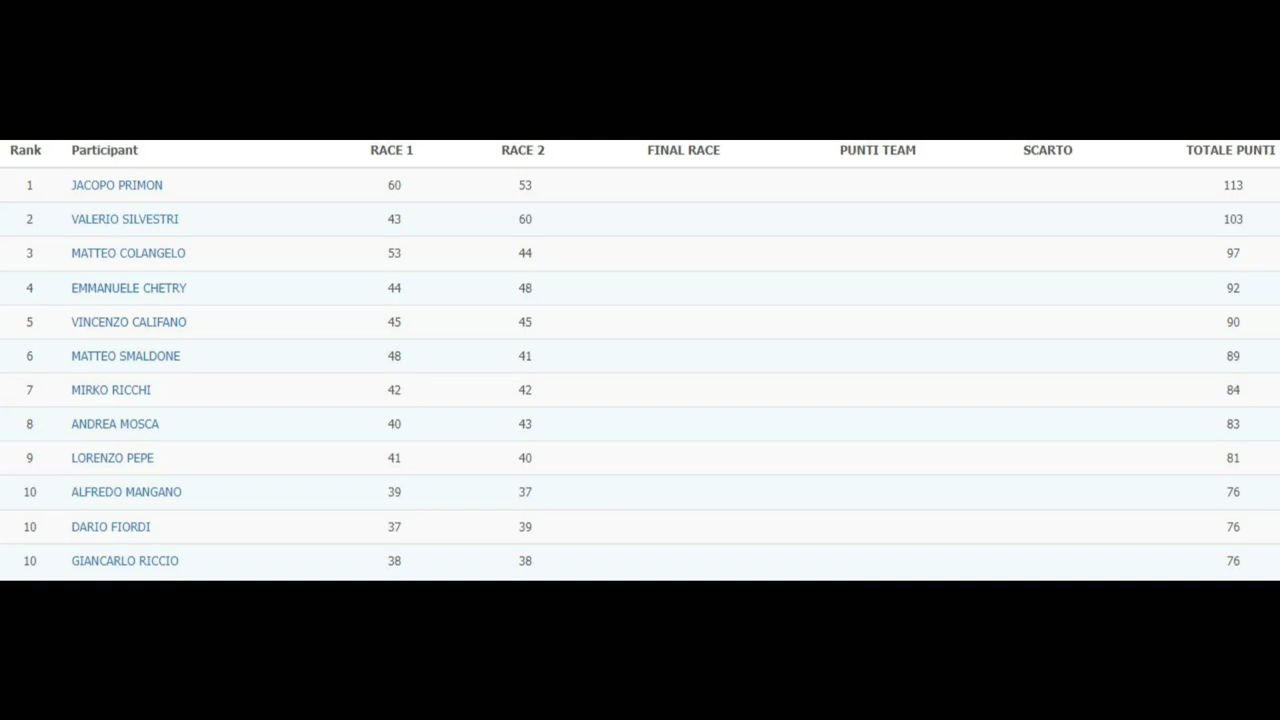 Rank Participant RACE 1 RACE 2 FINAL RACE PUNTI TEAM SCARTO TOTALE PUNTI
1 JACOPO PRIMON 60 53 113
2 VALERIO SILVESTRI 43 60 103
3 MATTEO COLANGELO 53 44 97
4 EMMANUELE CHETRY 44 48 92
5 VINCENZO CALIFANO 45 45 90
6 MATTEO SMALDONE 48 41 89
7 MIRKO RICCHI 42 42 84
8 ANDREA MOSCA 40 43 83
9 LORENZO PEPE 41 40 81
10 ALFREDO MANGANO 39 37 76
10 DARIO FIORDI 37 39 76
10 GIANCARLO RICCIO 38 38 76